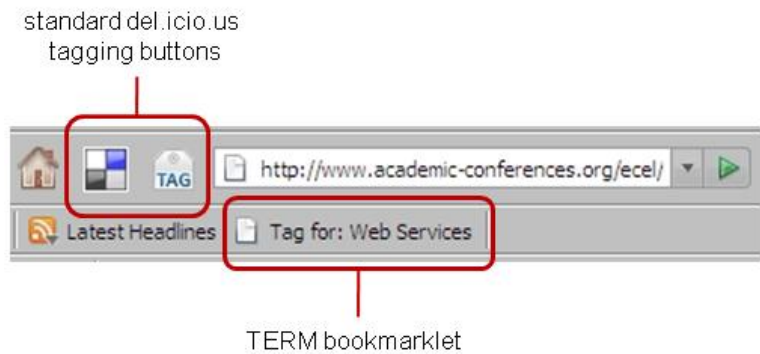 standard del.icio.us
tagging buttons
TAG
http://www.academic-conferences.org/ecel/
Latest Headlines
Tag for: Web Services
TERM bookmarklet